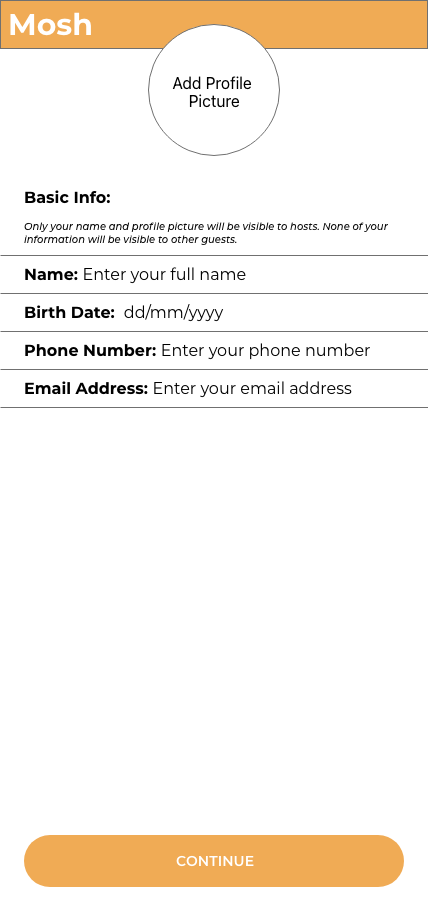 Mosh
Add Profile
Picture
Basic Info:
Only your name and profile picture will be visible to hosts. None of your
information will be visible to other guests.
Name: Enter your full name
Birth Date: dd/mm/yyyy
Phone Number: Enter your phone number
Email Address: Enter your email address
CONTINUE